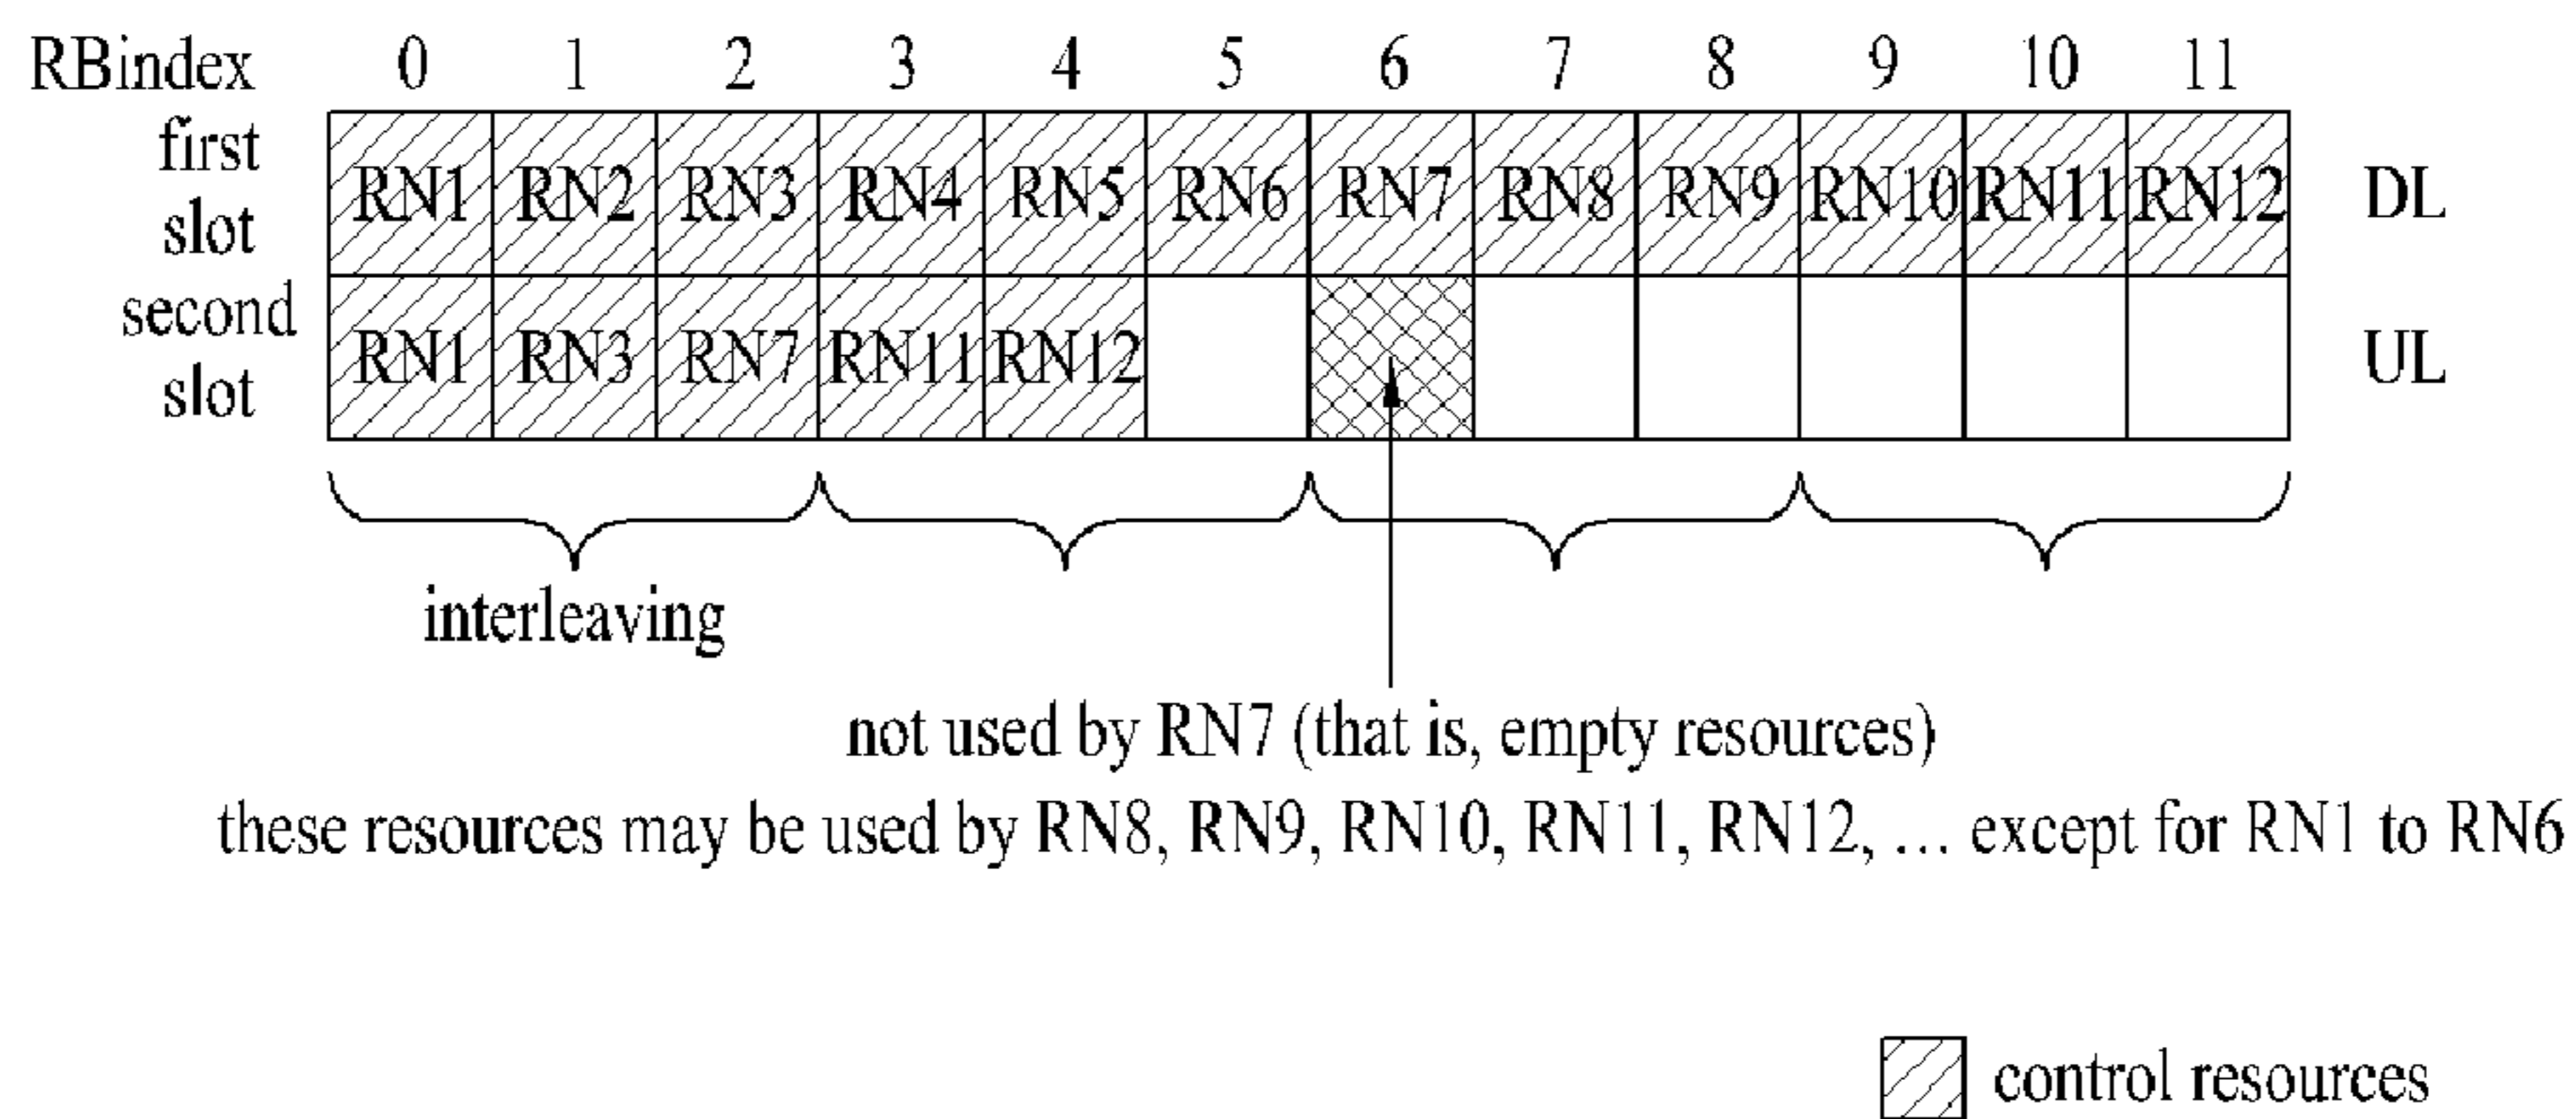 RBindex 0 1 2 3 4 5 6 7 8 9 10 11
first slot RN1 RN2 RN3 RN4 RN5 RN6 RN7 RN8 RN9 RN10 RN11 RN12 DL
second slot RN1 RN3 RN7 RN11 RN12 UL
interleaving
not used by RN7 (that is, empty resources)
these resources may be used by RN8, RN9, RN10, RN11, RN12, ... except for RN1 to RN6
control resources